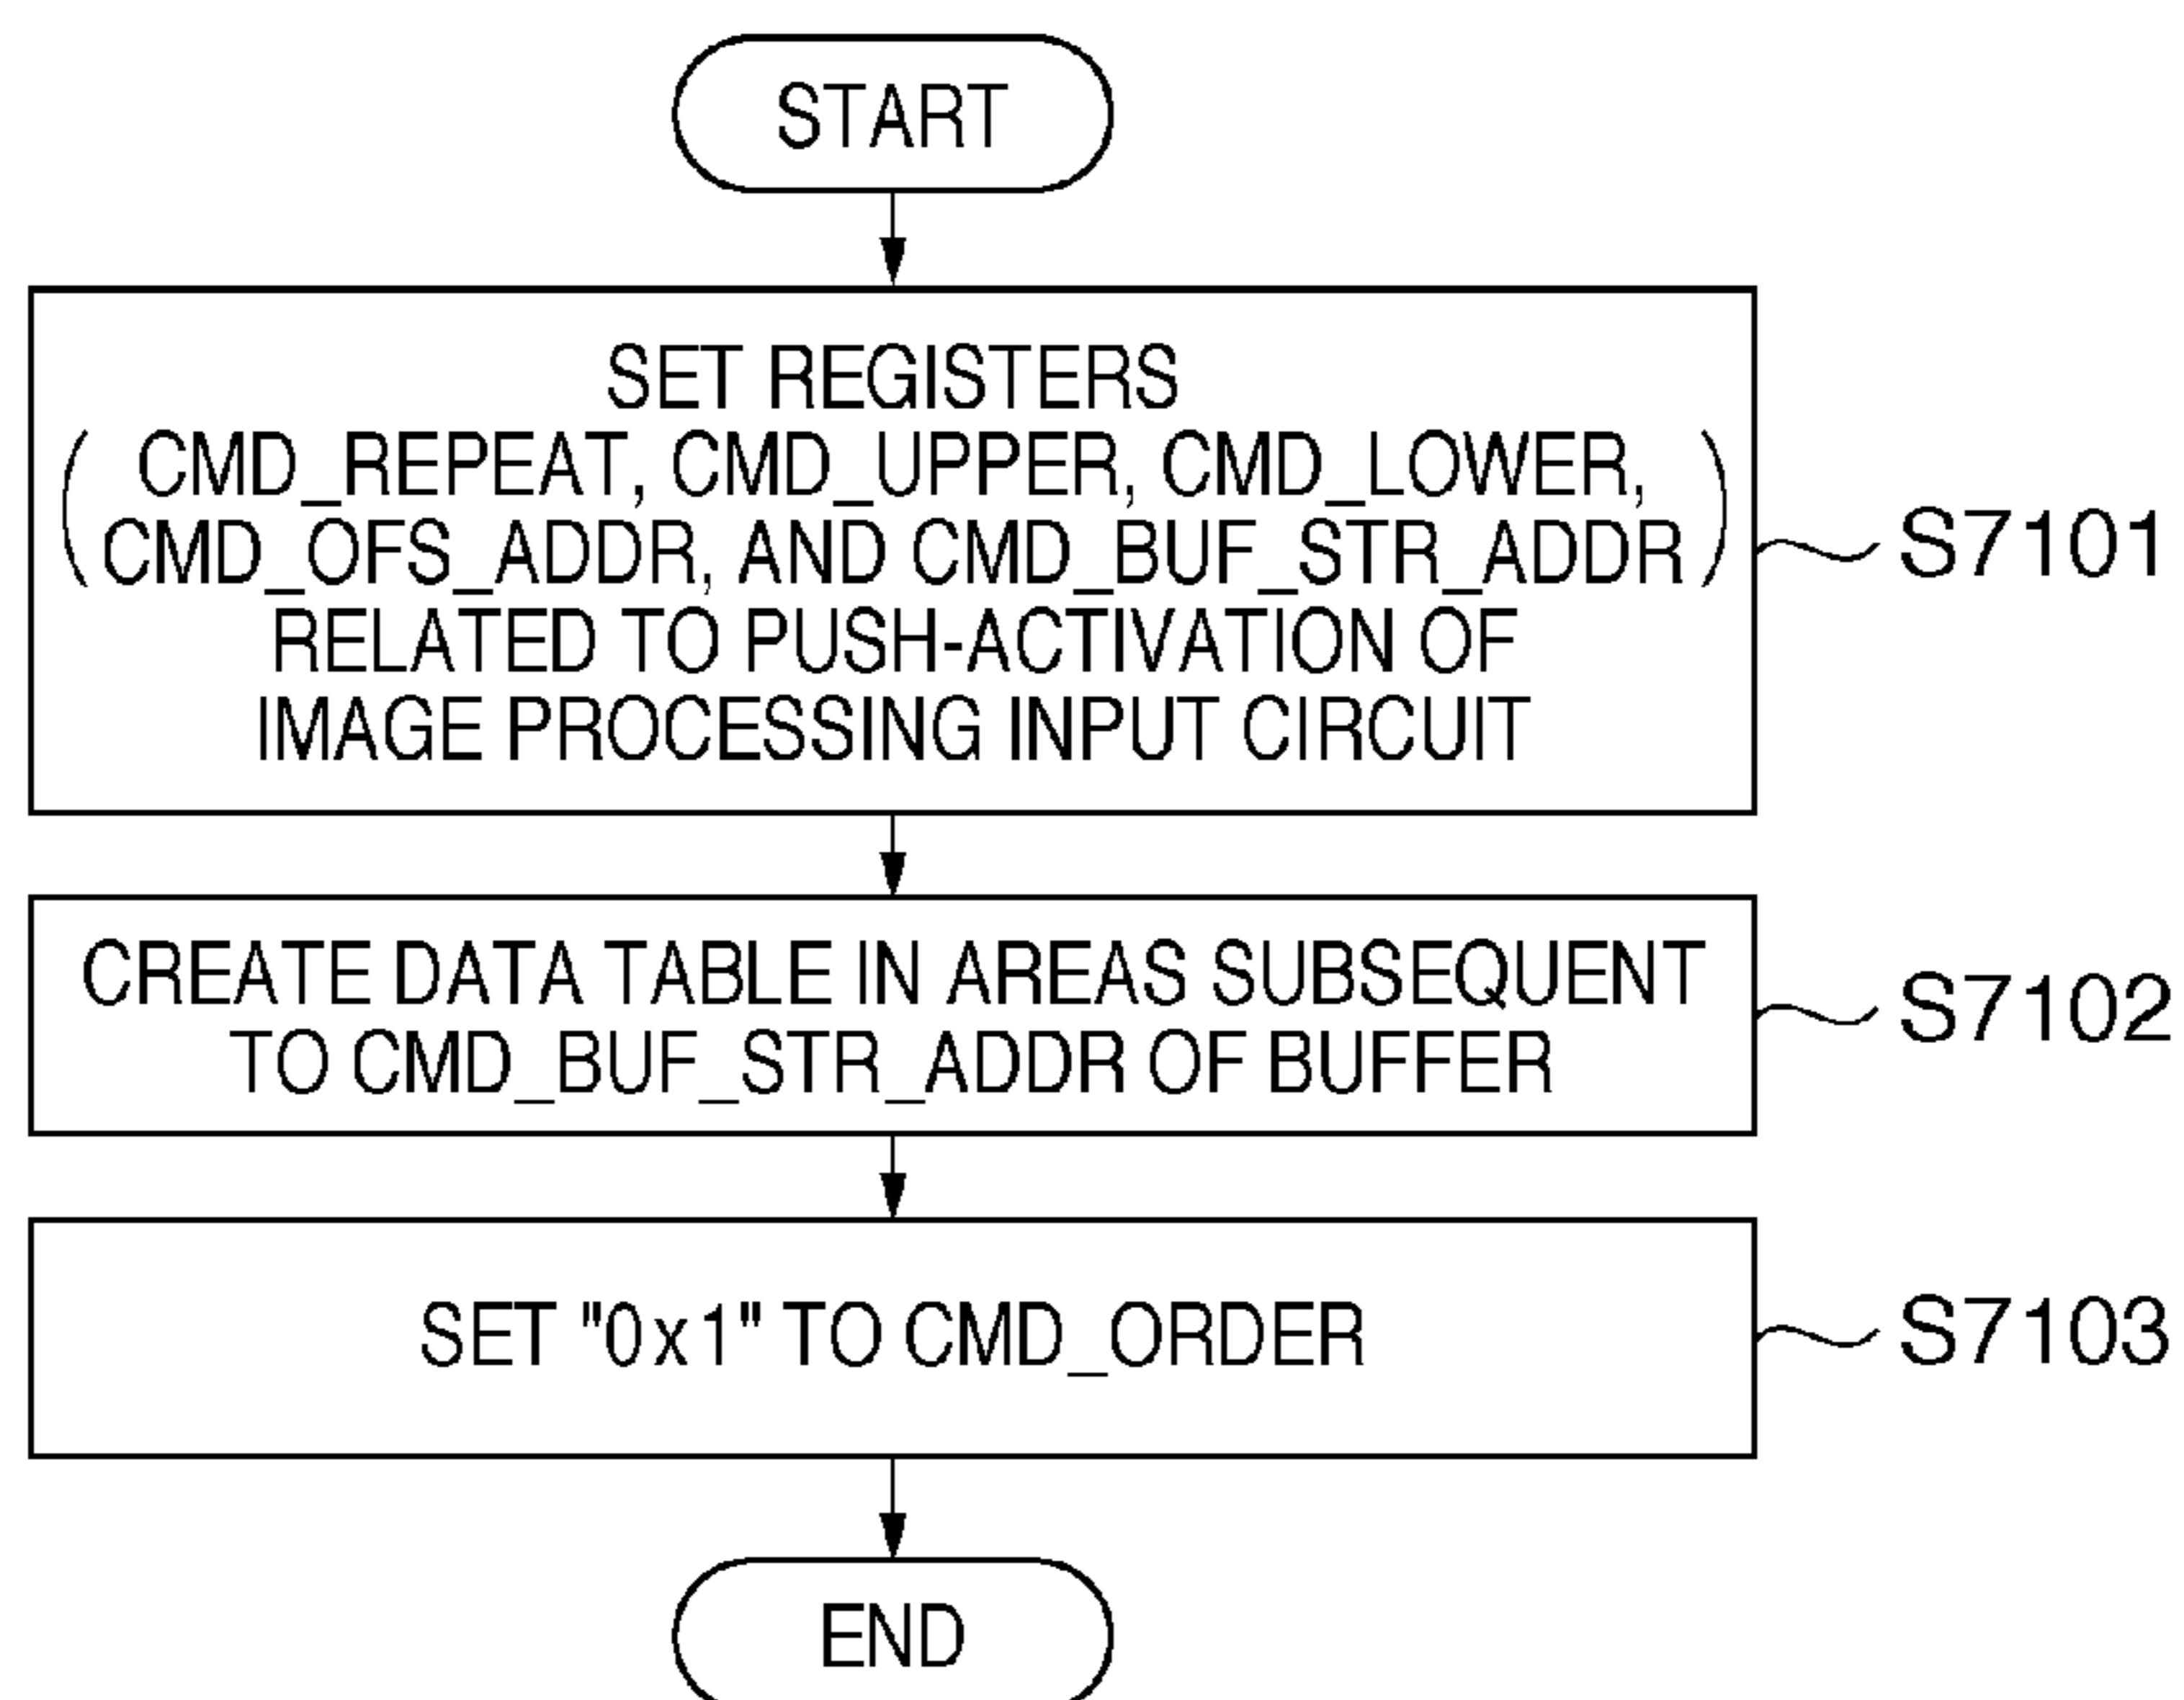 START
SET REGISTERS
( CMD_REPEAT, CMD_UPPER, CMD_LOWER,
CMD_OFS_ADDR, AND CMD_BUF_STR_ADDR )
RELATED TO PUSH-ACTIVATION OF
IMAGE PROCESSING INPUT CIRCUIT
S7101
CREATE DATA TABLE IN AREAS SUBSEQUENT
TO CMD_BUF_STR_ADDR OF BUFFER
S7102
SET "0x1" TO CMD_ORDER
S7103
END